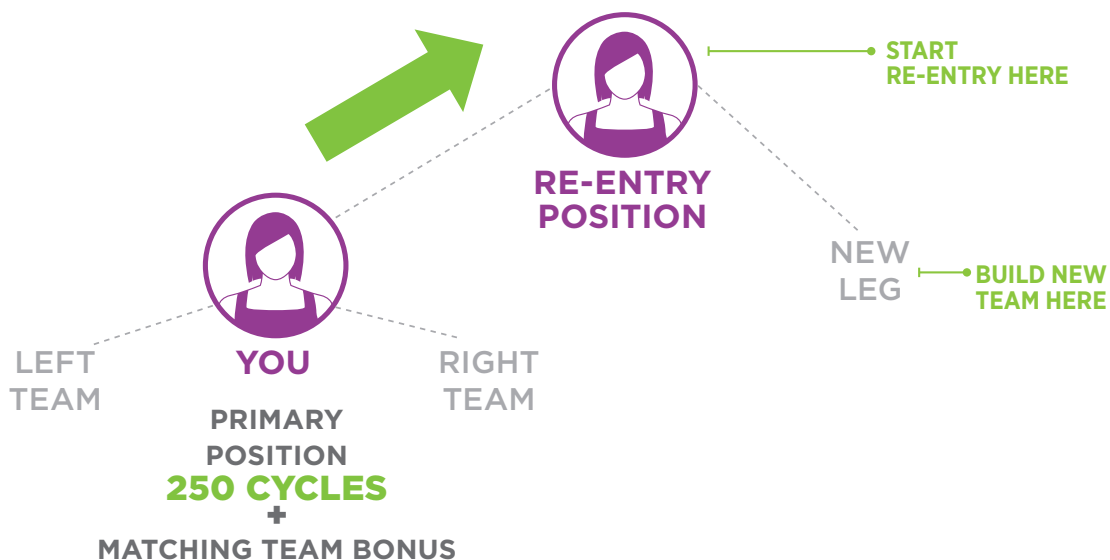 START
RE-ENTRY HERE
RE-ENTRY
POSITION
NEW
LEG
BUILD NEW
TEAM HERE
LEFT
TEAM
YOU
RIGHT
TEAM
PRIMARY
POSITION
250 CYCLES
+
MATCHING TEAM BONUS